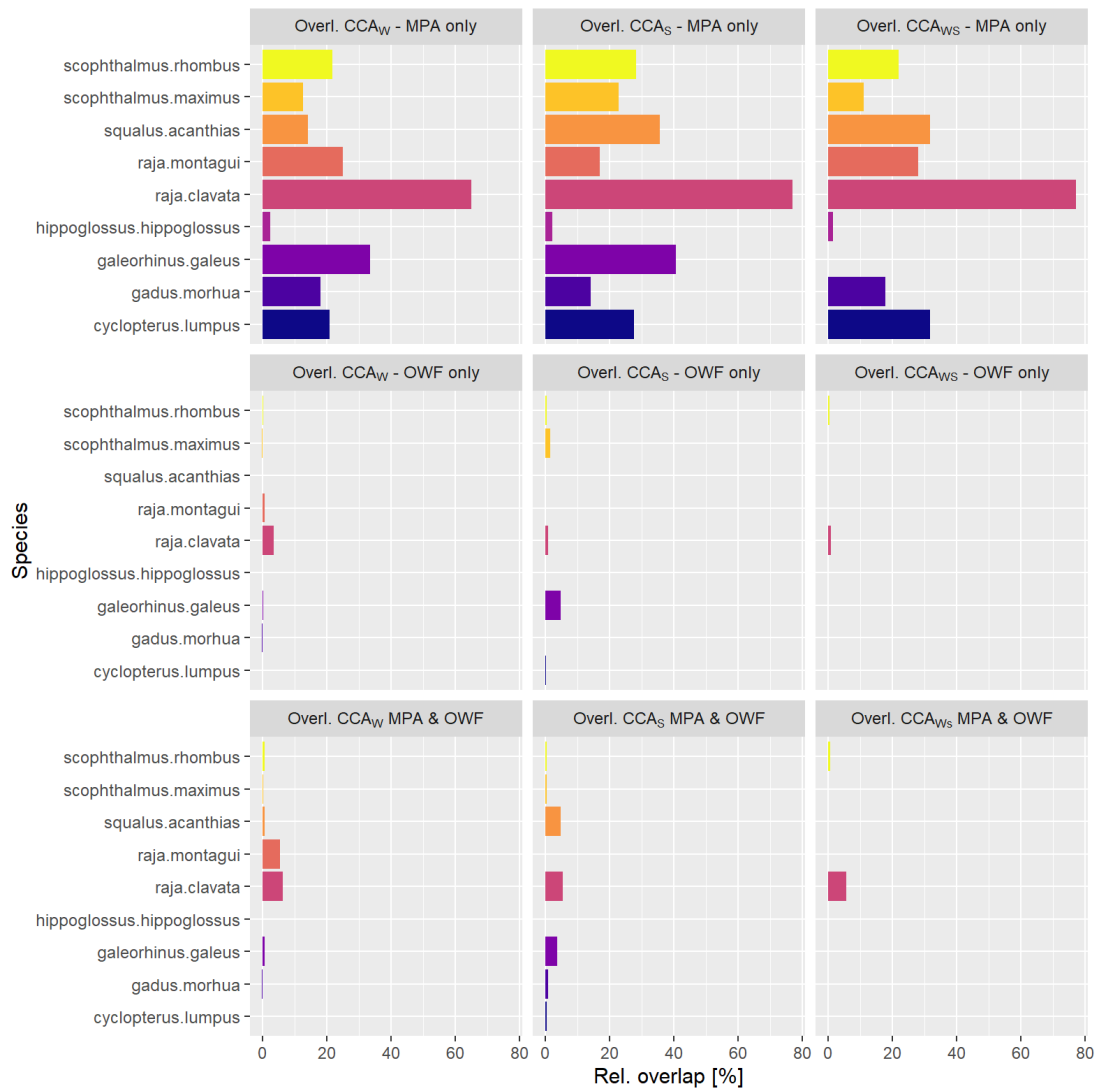 Overl. CCAW - MPA only
Overl. CCAS - MPA only
Overl. CCAWS - MPA only
scophthalmus.rhombus
scophthalmus.maximus
squalus.acanthias
raja.montagui
raja.clavata
hippoglossus.hippoglossus
galeorhinus.galeus
gadus.morhua
cyclopterus.lumpus
Overl. CCAW - OWF only
Overl. CCAS - OWF only
Overl. CCAWS - OWF only
scophthalmus.rhombus
scophthalmus.maximus
squalus.acanthias
raja.montagui
raja.clavata
hippoglossus.hippoglossus
galeorhinus.galeus
gadus.morhua
cyclopterus.lumpus
Species
Overl. CCAW MPA & OWF
Overl. CCAS MPA & OWF
Overl. CCAWs MPA & OWF
scophthalmus.rhombus
scophthalmus.maximus
squalus.acanthias
raja.montagui
raja.clavata
hippoglossus.hippoglossus
galeorhinus.galeus
gadus.morhua
cyclopterus.lumpus
0 20 40 60 80
0 20 40 60 80
0 20 40 60 80
Rel. overlap [%]